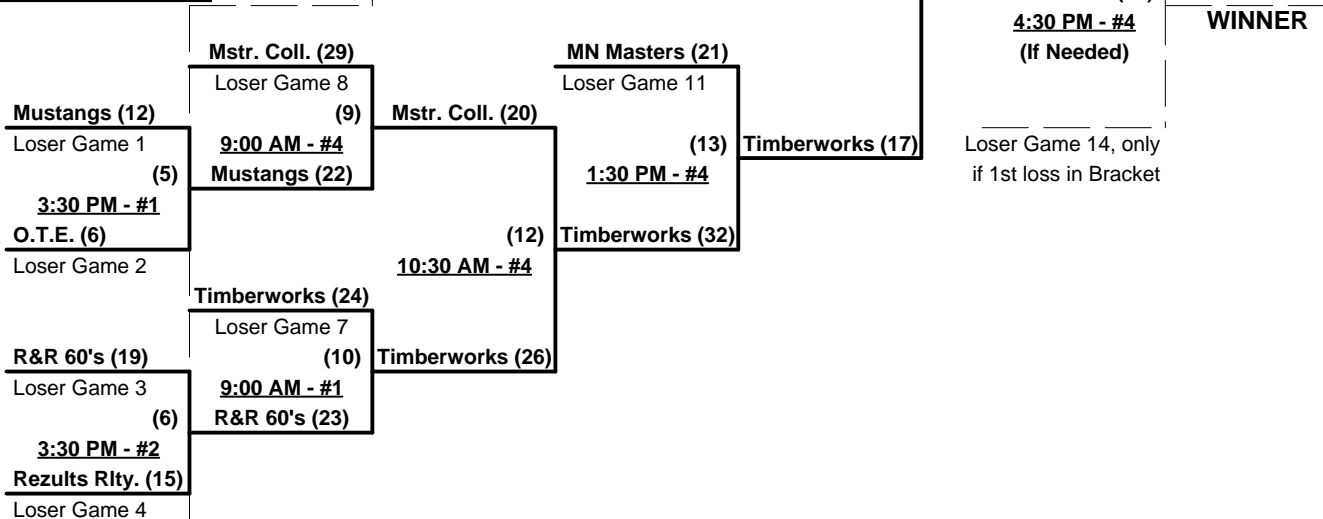 4:30 PM - #4
WINNER
(If Needed)
Mstr. Coll. (29)
MN Masters (21)
Loser Game 8
Loser Game 11
Mustangs (12)
(9)
Mstr. Coll. (20)
Loser Game 1
9:00 AM - #4
(13)
Timberworks (17)
Loser Game 14, only
if 1st loss in Bracket
(5)
Mustangs (22)
1:30 PM - #4
3:30 PM - #1
O.T.E. (6)
(12)
Timberworks (32)
Loser Game 2
10:30 AM - #4
Timberworks (24)
Loser Game 7
R&R 60's (19)
(10)
Timberworks (26)
Loser Game 3
9:00 AM - #1
(6)
R&R 60's (23)
3:30 PM - #2
Rezults Rlty. (15)
Loser Game 4